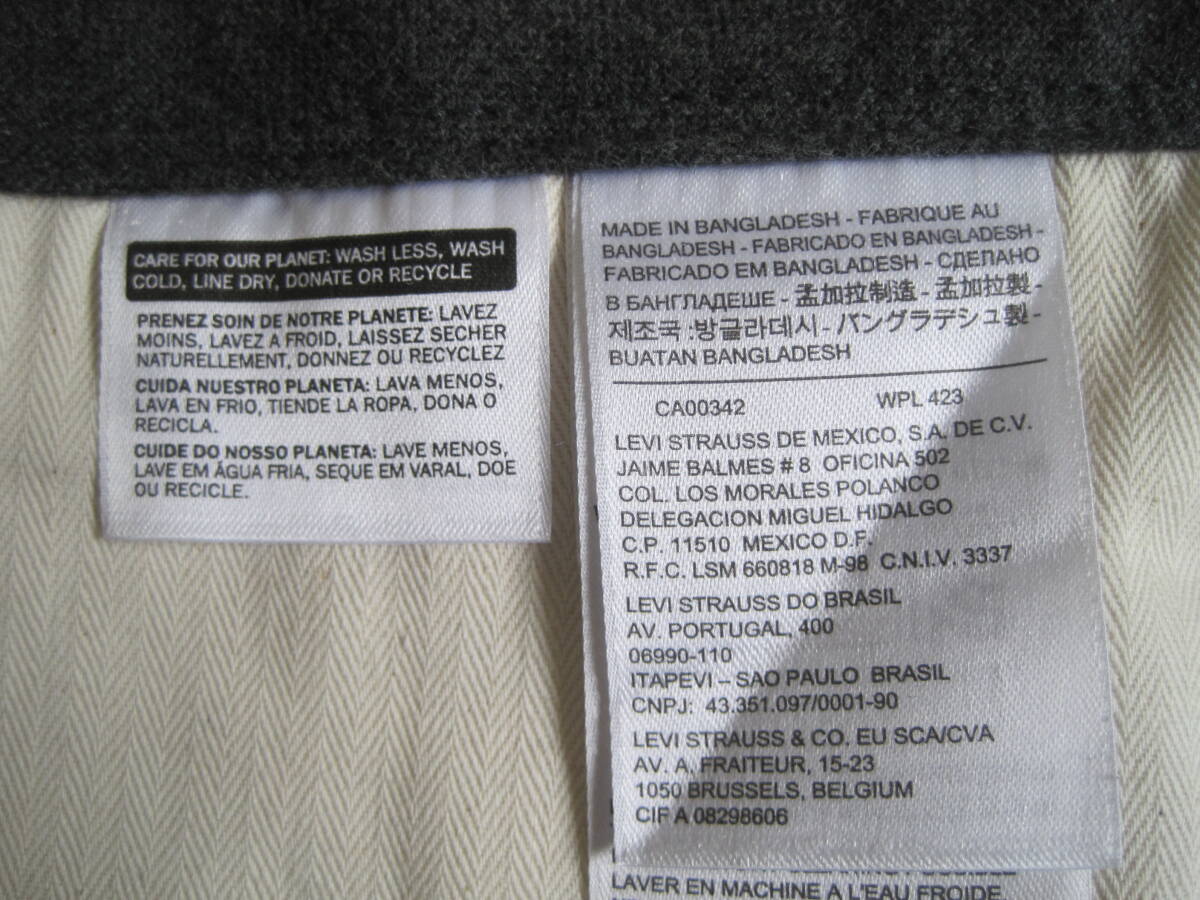 CARE FOR OUR PLANET: WASH LESS, WASH
COLD, LINE DRY, DONATE OR RECYCLE
PRENEZ SOIN DE NOTRE PLANETE: LAVEZ
MOINS, LAVEZ A FROID, LAISSEZ SECHER
NATURELLEMENT, DONNEZ OU RECYCLEZ
CUIDA NUESTRO PLANETA: LAVA MENOS,
LAVA EN FRIO, TIENDE LA ROPA, DONA O
RECICLA.
CUIDE DO NOSSO PLANETA: LAVE MENOS,
LAVE EM ÁGUA FRIA, SEQUE EM VARAL, DOE
OU RECICLE.
MADE IN BANGLADESH - FABRIQUE AU
BANGLADESH - FABRICADO EN BANGLADESH -
FABRICADO EM BANGLADESH - СДЕЛАНО
В БАНГЛАДЕШЕ - 孟加拉制造 - 孟加拉製 -
제조국 :방글라데시 - バングラデシュ製 -
BUATAN BANGLADESH
CA00342 WPL 423
LEVI STRAUSS DE MEXICO, S.A. DE C.V.
JAIME BALMES # 8 OFICINA 502
COL. LOS MORALES POLANCO
DELEGACION MIGUEL HIDALGO
C.P. 11510 MEXICO D.F.
R.F.C. LSM 660818 M-98 C.N.I.V. 3337
LEVI STRAUSS DO BRASIL
AV. PORTUGAL, 400
06990-110
ITAPEVI – SAO PAULO BRASIL
CNPJ: 43.351.097/0001-90
LEVI STRAUSS & CO. EU SCA/CVA
AV. A. FRAITEUR, 15-23
1050 BRUSSELS, BELGIUM
CIF A 08298606
LAVER EN MACHINE A L'EAU FROIDE,